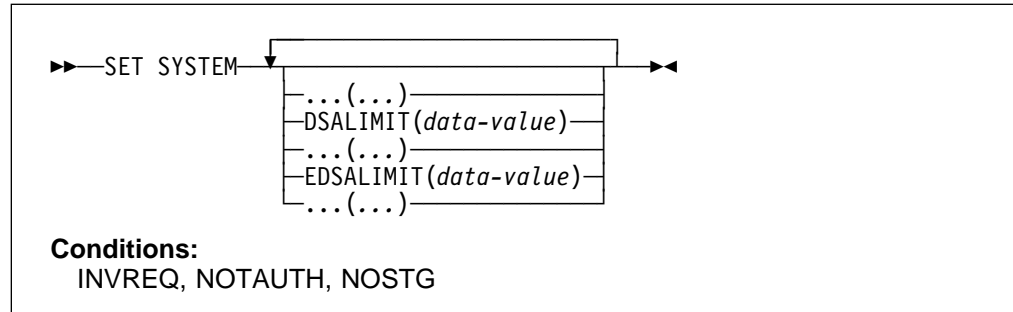 ►►──SET SYSTEM──
...(...)
DSALIMIT(data-value)
...(...)
EDSALIMIT(data-value)
...(...)
──►◄
Conditions:
INVREQ, NOTAUTH, NOSTG